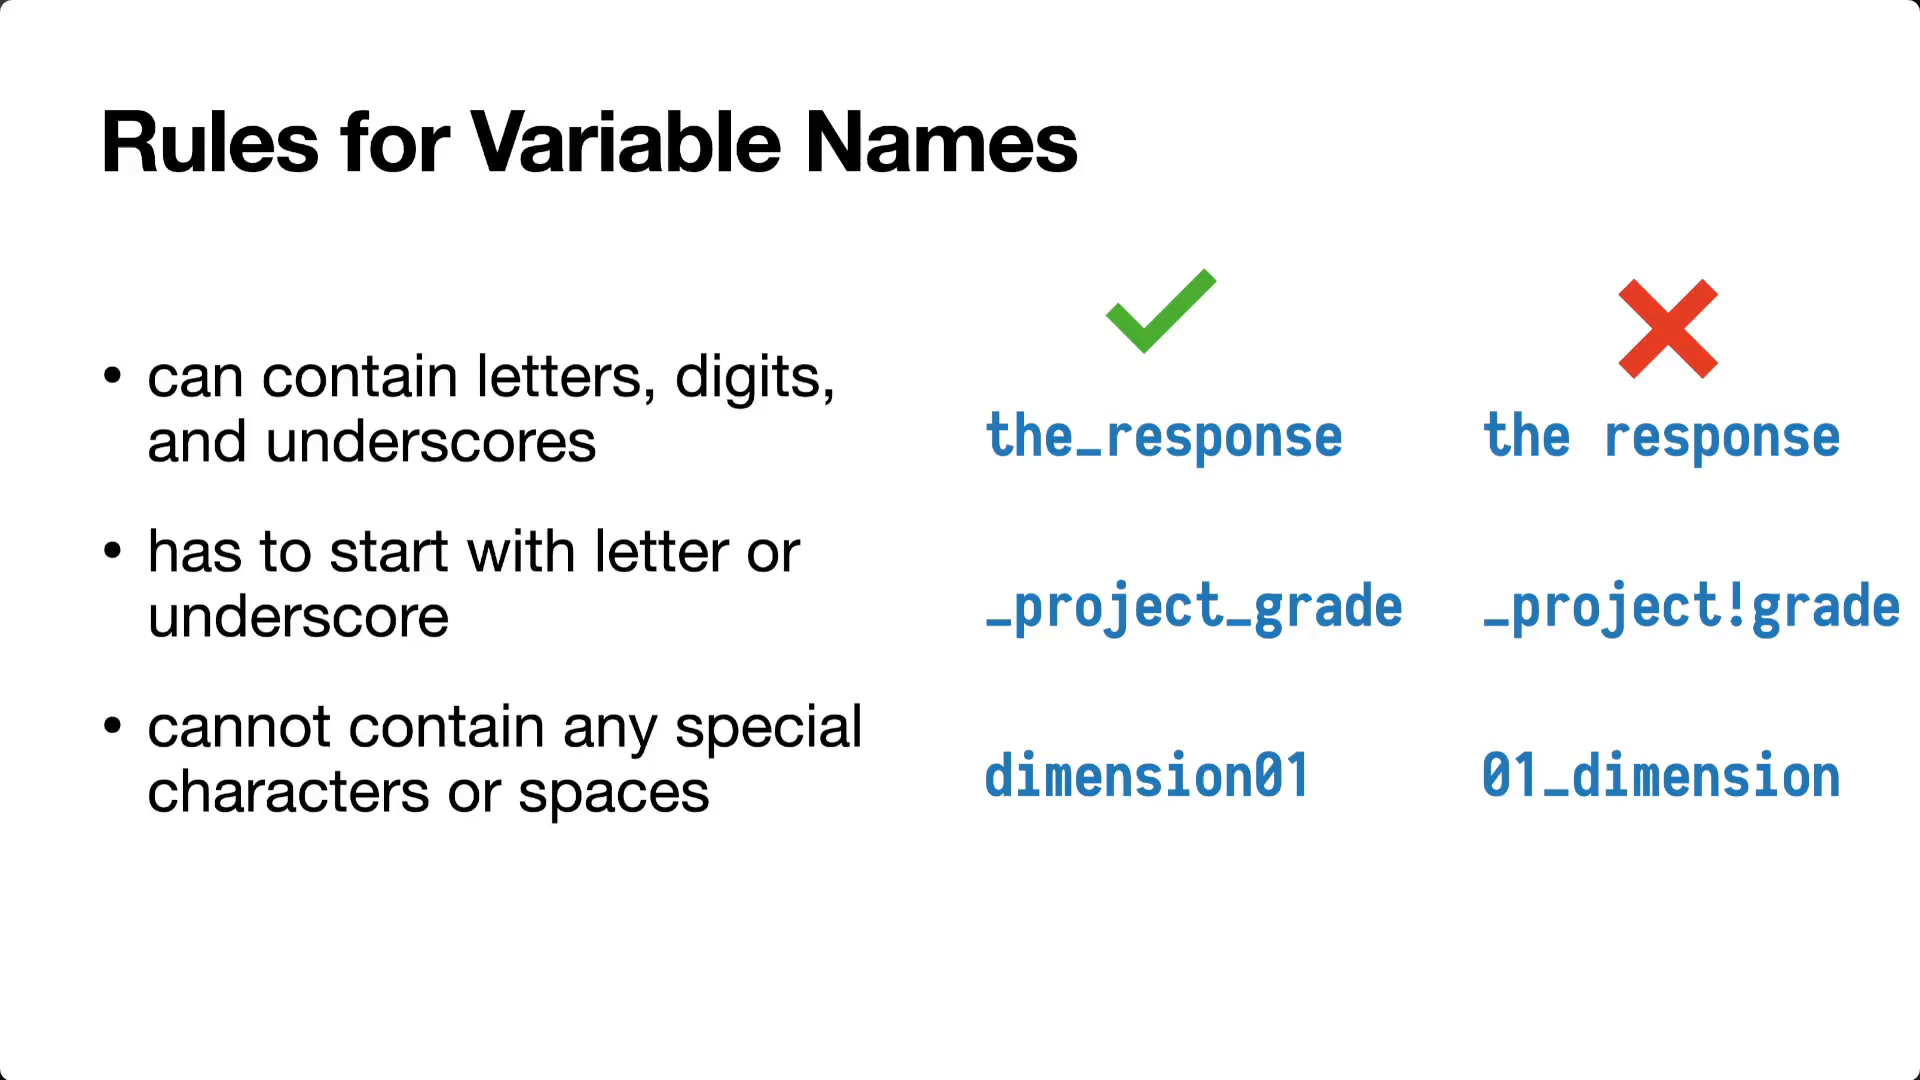 Rules for Variable Names
• can contain letters, digits,
and underscores
• has to start with letter or
underscore
• cannot contain any special
characters or spaces
the_response
_project_grade
dimension01
the response
_project!grade
01_dimension